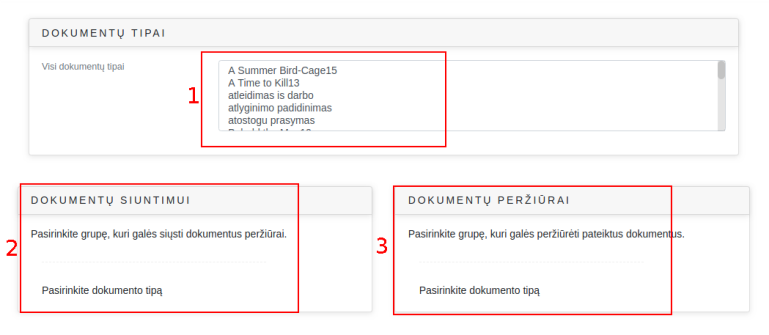 DOKUMENTŲ TIPAI
Visi dokumentų tipai
1
A Summer Bird-Cage15
A Time to Kill13
atleidimas is darbo
atlyginimo padidinimas
atostogu prasymas
DOKUMENTŲ SIUNTIMUI
DOKUMENTŲ PERŽIŪRAI
2
Pasirinkite grupę, kuri galės siųsti dokumentus peržiūrai.
3
Pasirinkite grupę, kuri galės peržiūrėti pateiktus dokumentus.
Pasirinkite dokumento tipą
Pasirinkite dokumento tipą